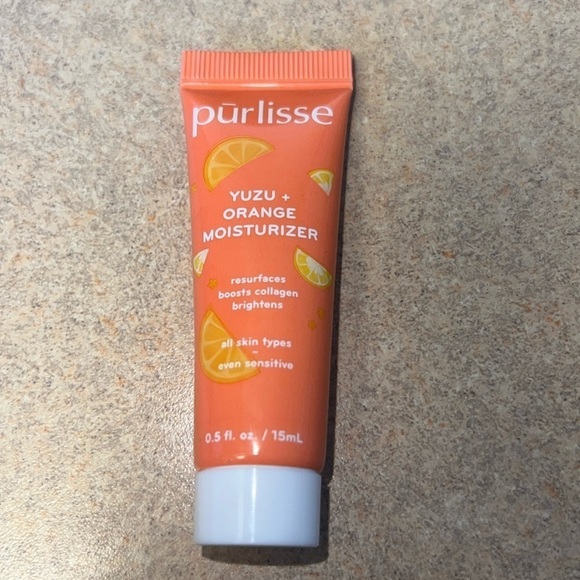 pūrlisse
YUZU +
ORANGE
MOISTURIZER
resurfaces
boosts collagen
brightens
all skin types
–
even sensitive
0.5 fl. oz. / 15mL